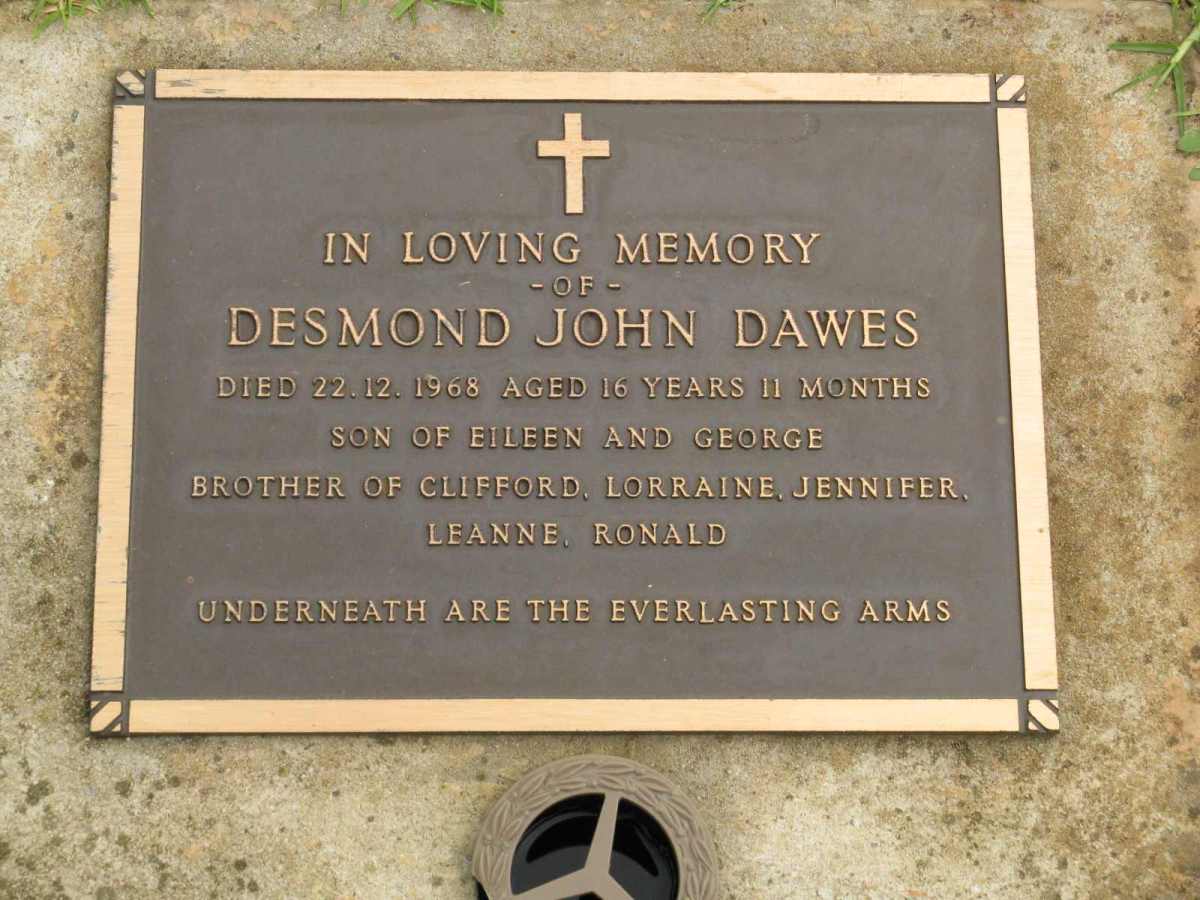 IN LOVING MEMORY
-OF-
DESMOND JOHN DAWES
DIED 22.12.1968 AGED 16 YEARS 11 MONTHS
SON OF EILEEN AND GEORGE
BROTHER OF CLIFFORD, LORRAINE, JENNIFER,
LEANNE, RONALD
UNDERNEATH ARE THE EVERLASTING ARMS